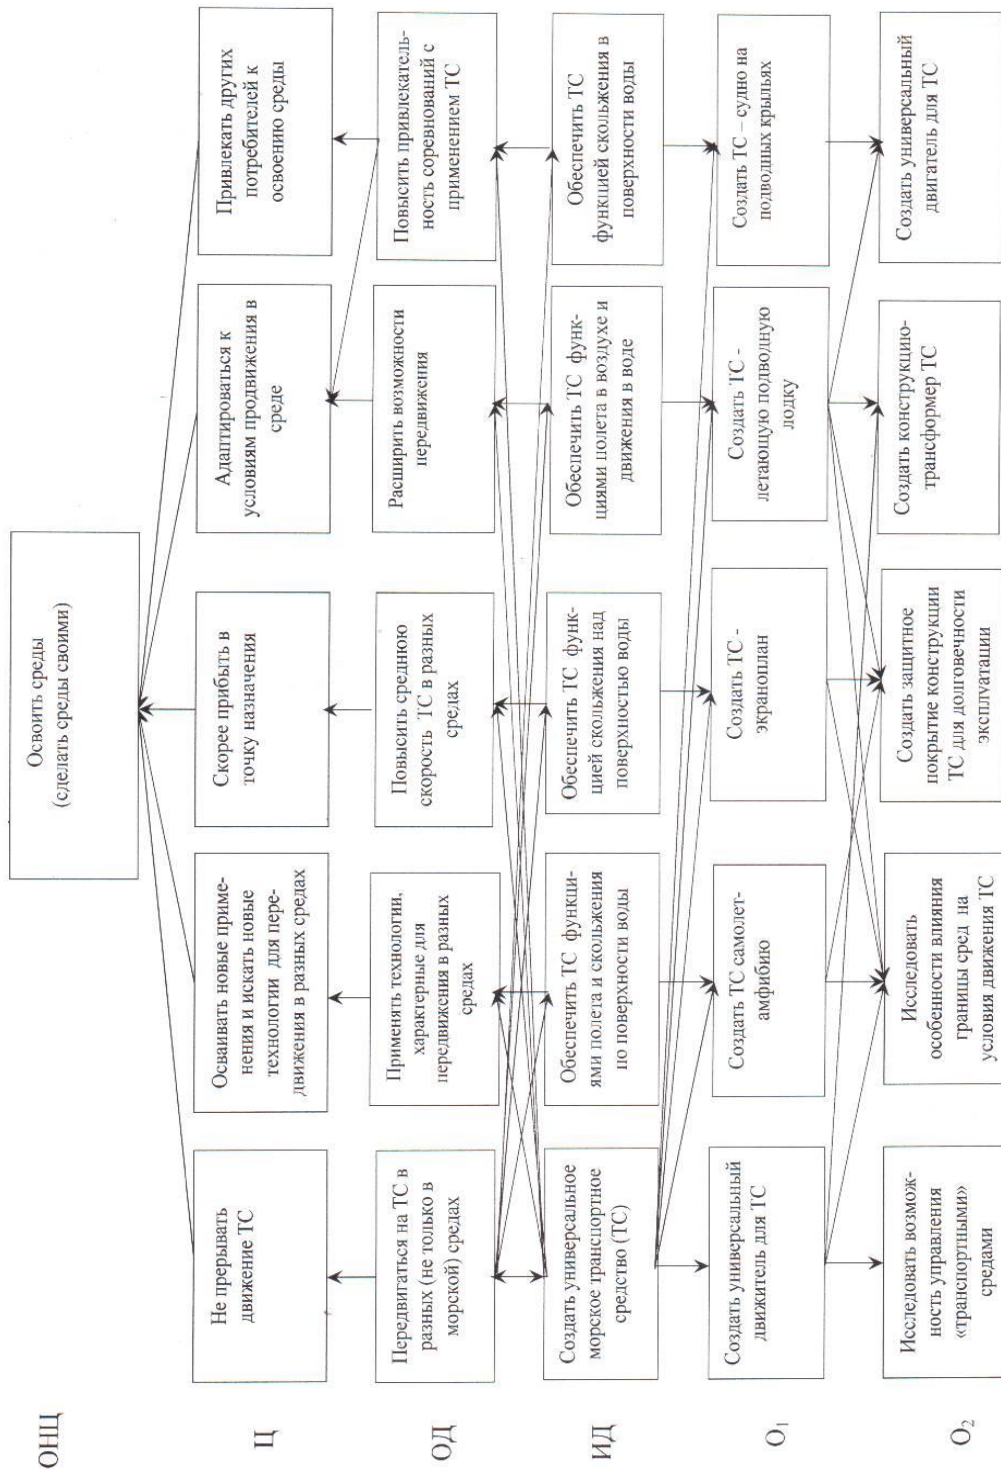 ОНЦ
Освоить среды
(сделать среды своими)
Ц
Не прерывать
движение ТС
Осваивать новые приме-
нения и искать новые
технологии для пере-
движения в разных средах
Скорее прибыть в
точку назначения
Адаптироваться к
условиям продвижения в
среде
Привлекать других
потребителей к
освоению среды
ОД
Передвигаться на ТС в
разных (не только в
морской) средах
Применять технологии,
характерные для
передвижения в разных
средах
Повысить среднюю
скорость ТС в разных
средах
Расширить возможности
передвижения
Повысить привлекатель-
ность соревнований с
применением ТС
ИД
Создать универсальное
морское транспортное
средство (ТС)
Обеспечить ТС функци-
ями полета и скольжения
по поверхности воды
Обеспечить ТС функ-
цией скольжения над
поверхностью воды
Обеспечить ТС функ-
циями полета в воздухе и
движения в воде
Обеспечить ТС
функцией скольжения в
поверхности воды
О₁
Создать универсальный
движитель для ТС
Создать ТС самолет-
амфибию
Создать ТС -
экраноплан
Создать ТС -
летающую подводную
лодку
Создать ТС – судно на
подводных крыльях
О₂
Исследовать возмож-
ность управления
«транспортными»
средами
Исследовать
особенности влияния
границы сред на
условия движения ТС
Создать защитное
покрытие конструкции
ТС для долговечности
эксплуатации
Создать конструкцию-
трансформер ТС
Создать универсальный
двигатель для ТС